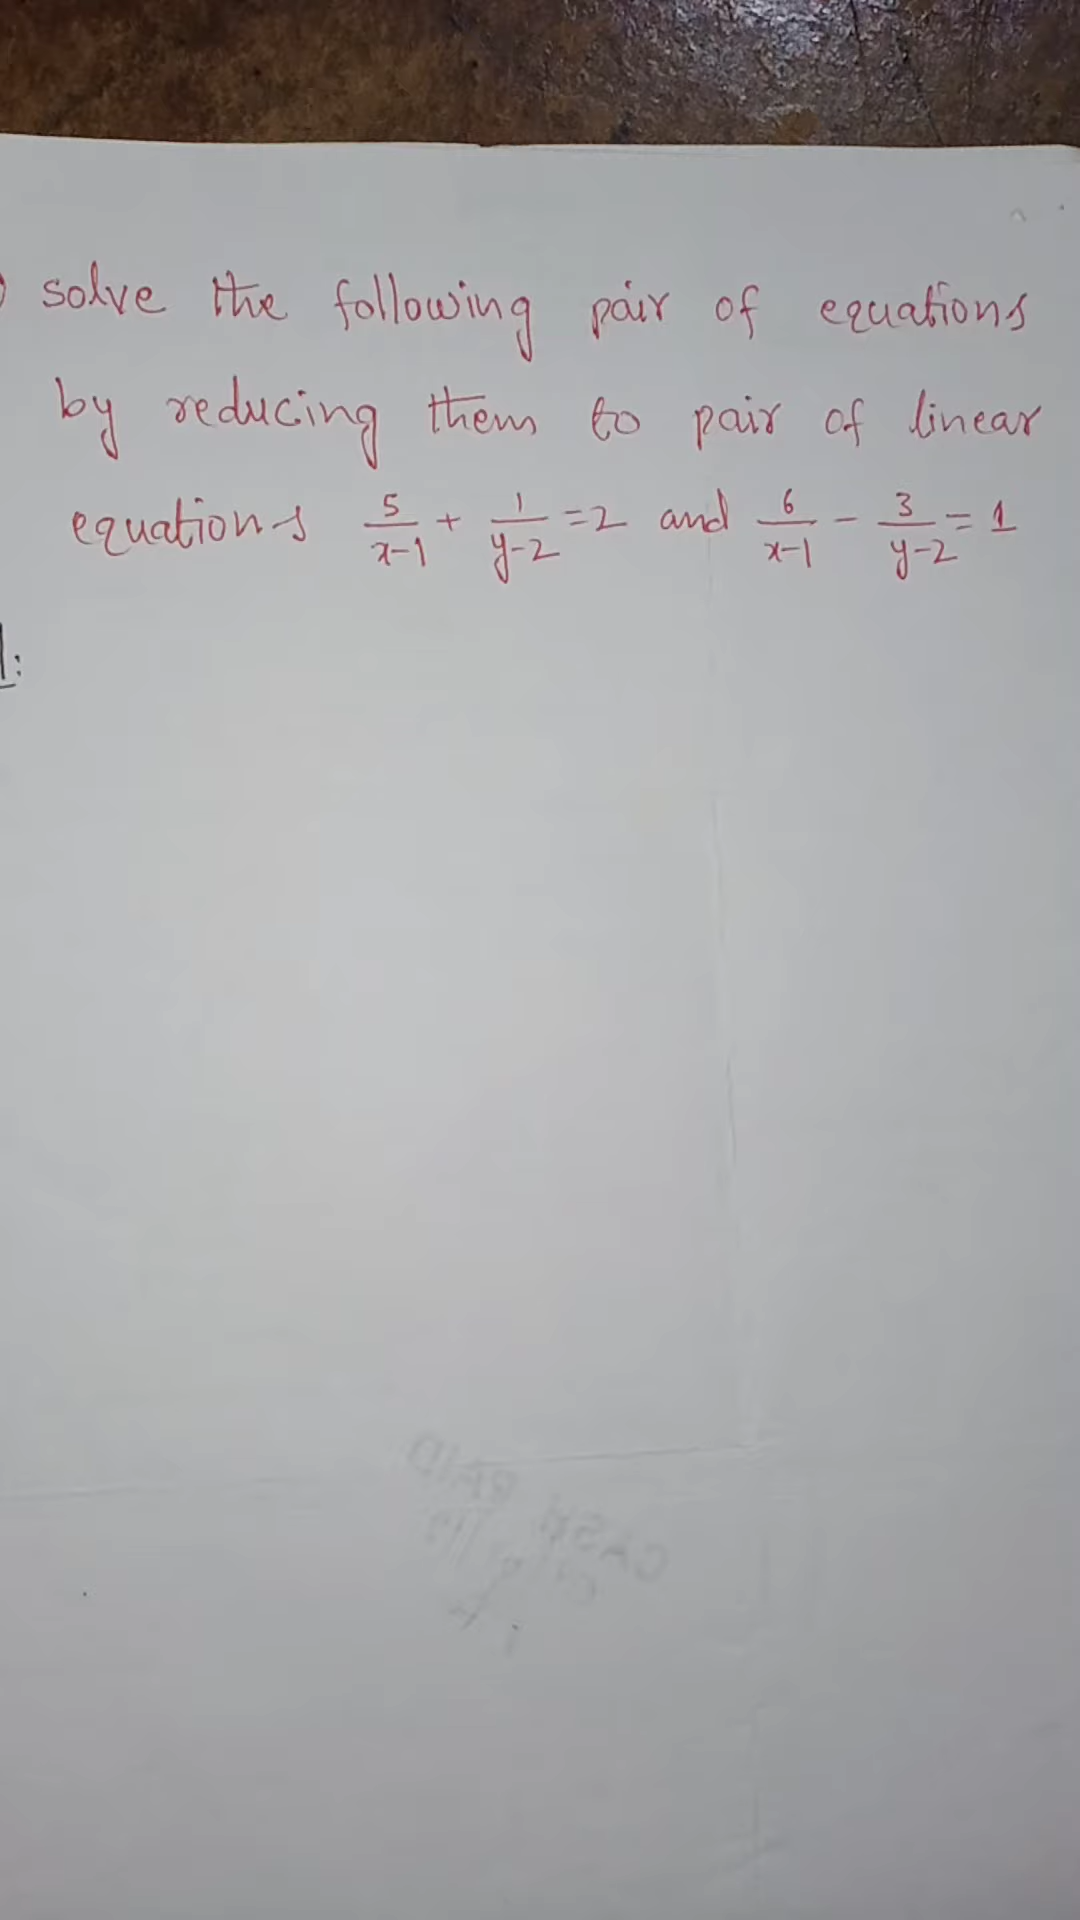 solve the following pair of equations
by reducing them to pair of linear
equations 5/x-1 + 1/y-2 = 2 and 6/x-1 - 3/y-2 = 1